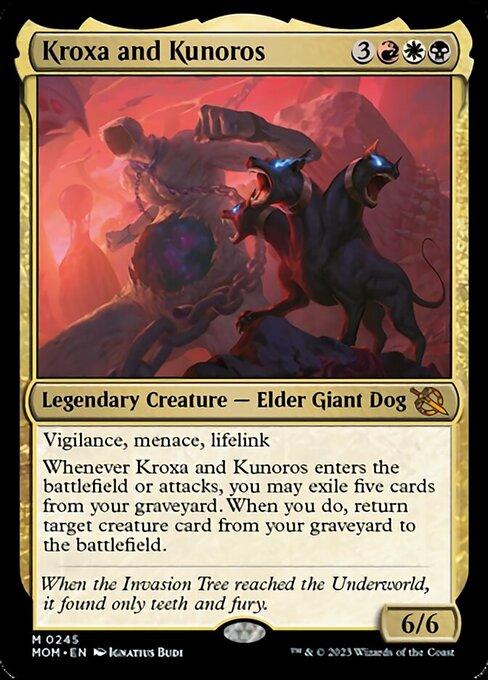 Kroxa and Kunoros 3
Legendary Creature — Elder Giant Dog
Vigilance, menace, lifelink
Whenever Kroxa and Kunoros enters the
battlefield or attacks, you may exile five cards
from your graveyard. When you do, return
target creature card from your graveyard to
the battlefield.
When the Invasion Tree reached the Underworld,
it found only teeth and fury.
6/6
M 0245
MOM • EN Ignatius Budi
™ & © 2023 Wizards of the Coast